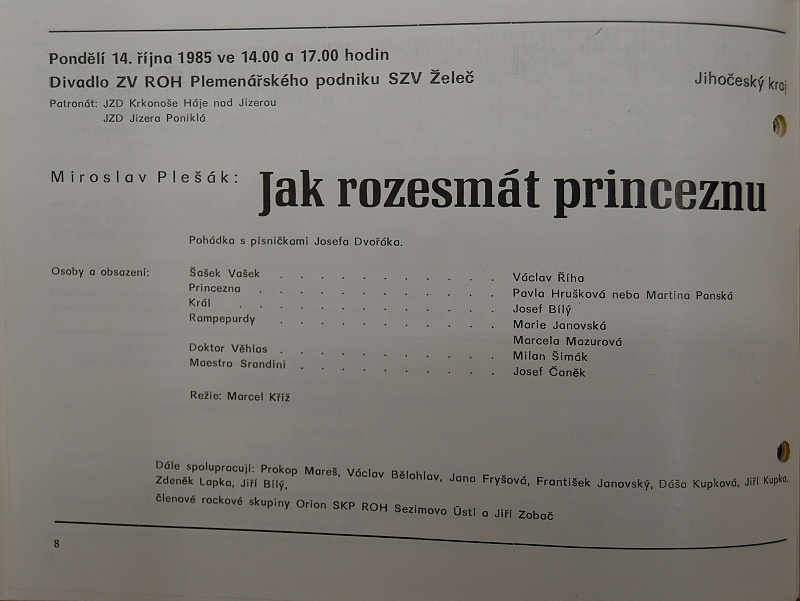 Pondělí 14. října 1985 ve 14.00 a 17.00 hodin
Divadlo ZV ROH Plemenářského podniku SZV Želeč
Jihočeský kraj
Patronát: JZD Krkonoše Háje nad Jizerou
JZD Jizera Poniklá
Miroslav Plešák: Jak rozesmát princeznu
Pohádka s písničkami Josefa Dvořáka.
Osoby a obsazení: Šašek Vašek . . . . . . . . . . . Václav Říha
Princezna . . . . . . . . . . . . Pavla Hrušková nebo Martina Panská
Král . . . . . . . . . . . . Josef Bílý
Rampepurdy . . . . . . . . . . . Marie Janovská
Marcela Mazurová
Doktor Věhlas . . . . . . . . . . . Milan Šimák
Maestro Srandini . . . . . . . . . . Josef Čaněk
Režie: Marcel Kříž
Dále spolupracují: Prokop Mareš, Václav Bělohlav, Jana Fryšová, František Janovský, Dáša Kupková, Jiří Kupka,
Zdeněk Lapka, Jiří Bílý,
členové rockové skupiny Orion SKP ROH Sezimovo Ústí a Jiří Zobač
8